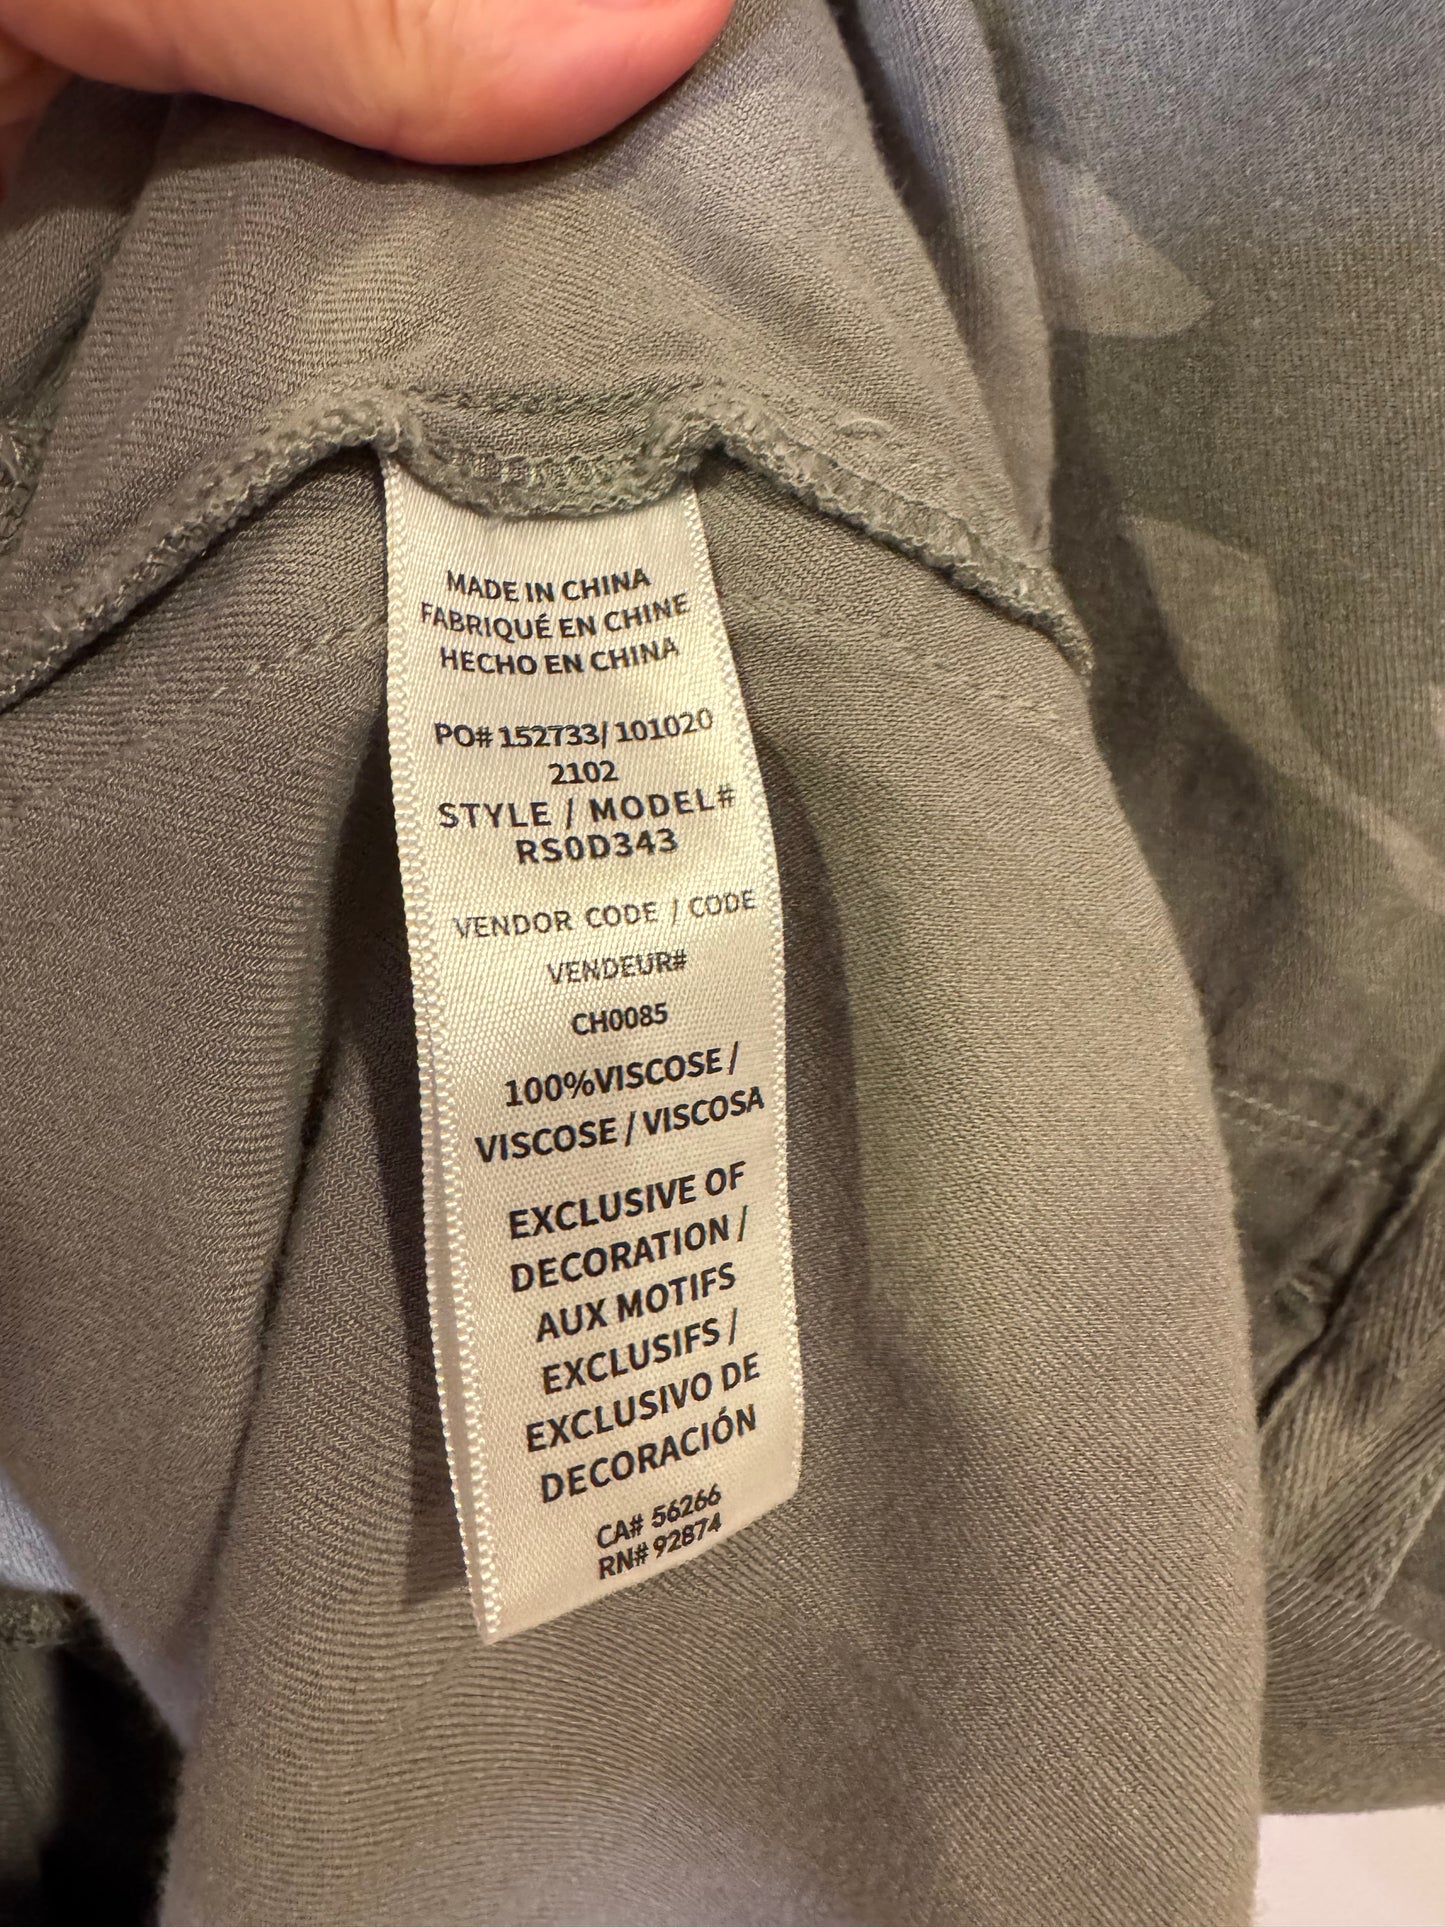 MADE IN CHINA
FABRIQUÉ EN CHINE
HECHO EN CHINA
PO# 152733/ 101020
2102
STYLE / MODEL#
RS0D343
VENDOR CODE / CODE
VENDEUR#
CH0085
100%VISCOSE /
VISCOSE / VISCOSA
EXCLUSIVE OF
DECORATION /
AUX MOTIFS
EXCLUSIFS /
EXCLUSIVO DE
DECORACIÓN
CA# 56266
RN# 92874